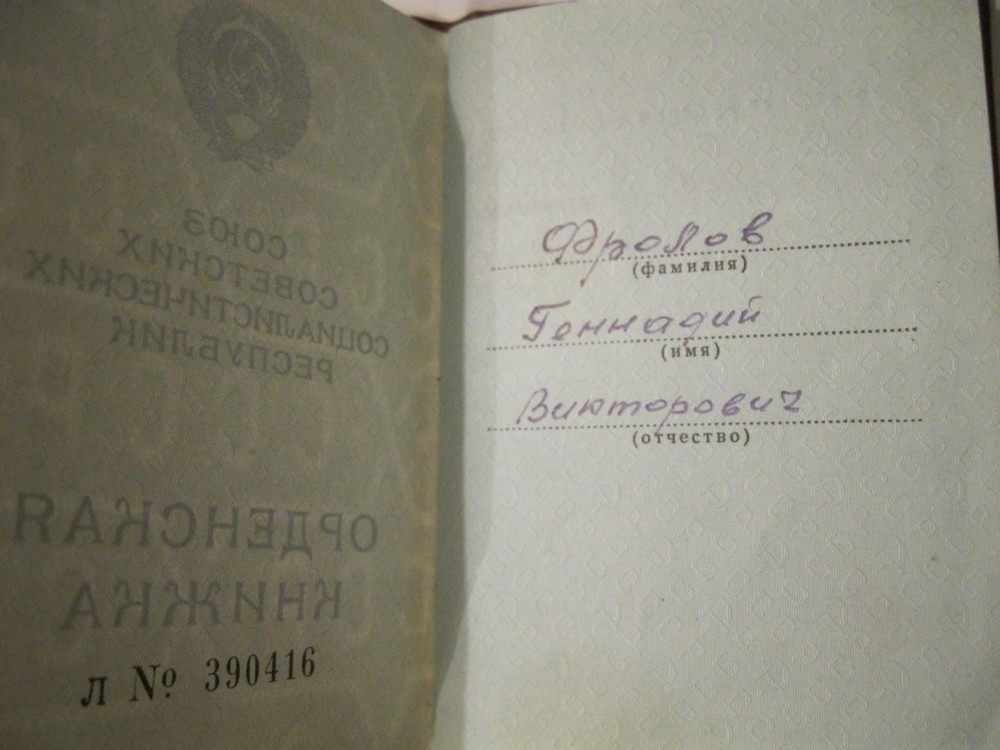 СОЮЗ
СОВЕТСКИХ
СОЦИАЛИСТИЧЕСКИХ
РЕСПУБЛИК
ОРДЕНСКАЯ
КНИЖКА
Л № 390416
Фролов
(фамилия)
Геннадий
(имя)
Викторович
(отчество)